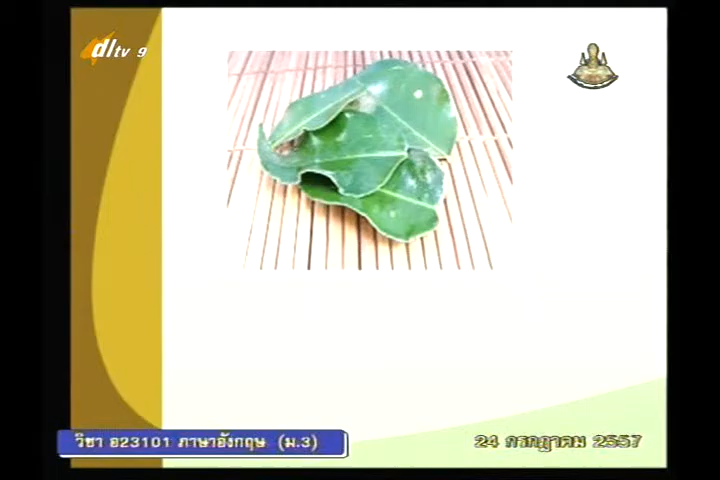 dltv 9
วิชา อ23101 ภาษาอังกฤษ (ม.3)
24 กรกฎาคม 2557